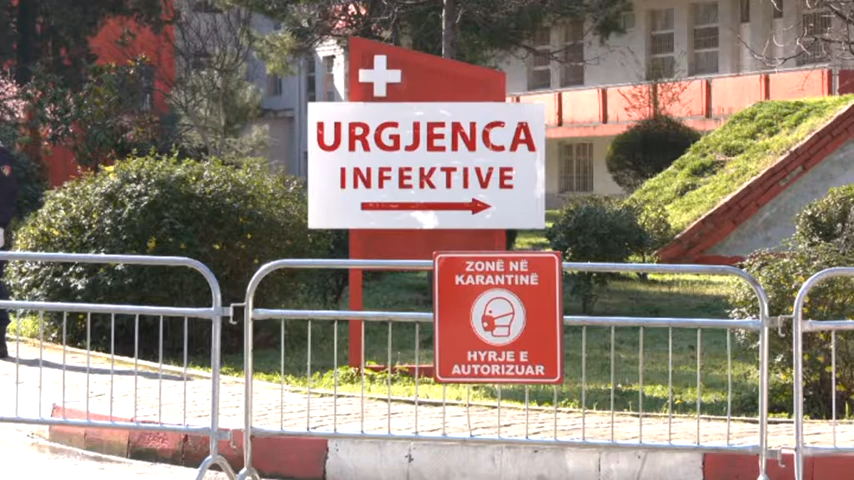 URGJENCA
INFEKTIVE
ZONË NË
KARANTINË
HYRJE E
AUTORIZUAR